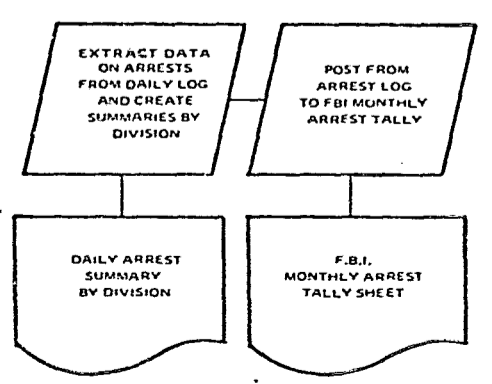 EXTRACT DATA
ON ARRESTS
FROM DAILY LOG
AND CREATE
SUMMARIES BY
DIVISION
POST FROM
ARREST LOG
TO FBI MONTHLY
ARREST TALLY
DAILY ARREST
SUMMARY
BY DIVISION
F.B.I.
MONTHLY ARREST
TALLY SHEET